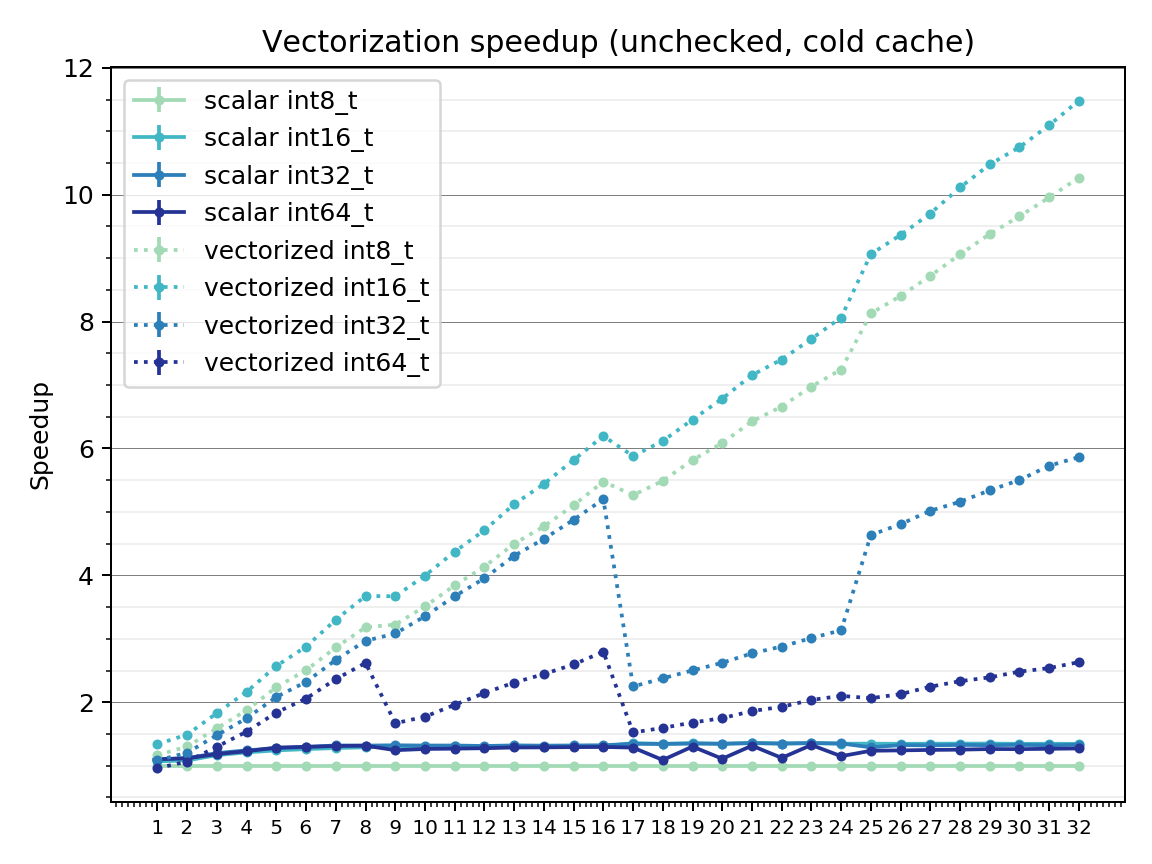 Vectorization speedup (unchecked, cold cache)
12
10
8
6
4
2
Speedup
scalar int8_t
scalar int16_t
scalar int32_t
scalar int64_t
vectorized int8_t
vectorized int16_t
vectorized int32_t
vectorized int64_t
1 2 3 4 5 6 7 8 9 10 11 12 13 14 15 16 17 18 19 20 21 22 23 24 25 26 27 28 29 30 31 32